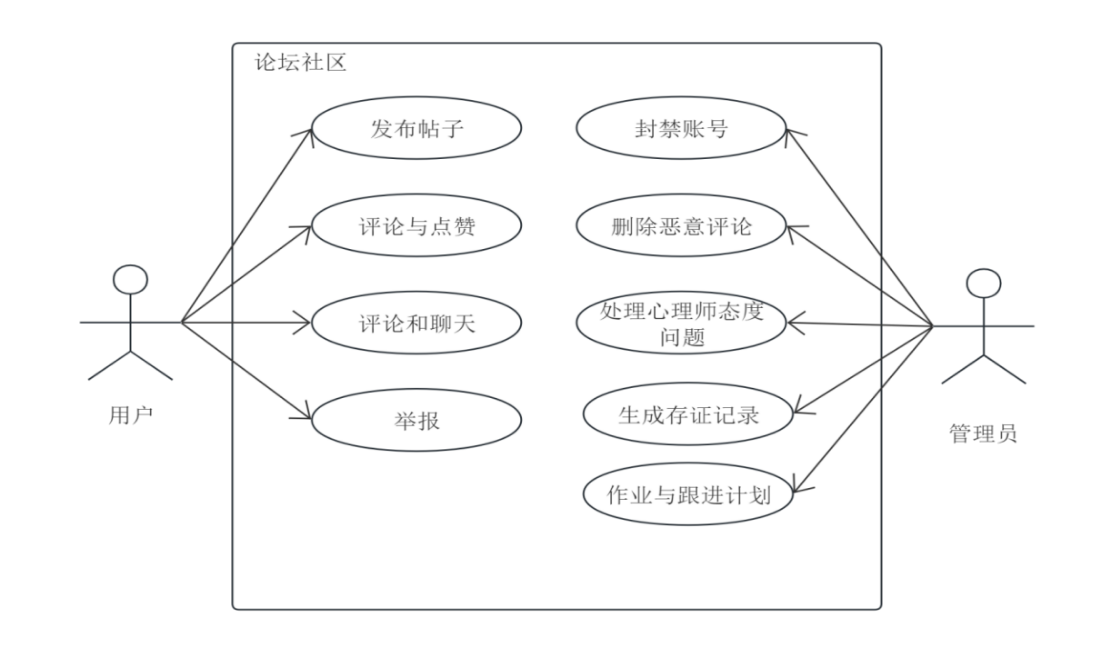 论坛社区
发布帖子
评论与点赞
评论和聊天
举报
封禁账号
删除恶意评论
处理心理师态度
问题
生成存证记录
作业与跟进计划
用户
管理员